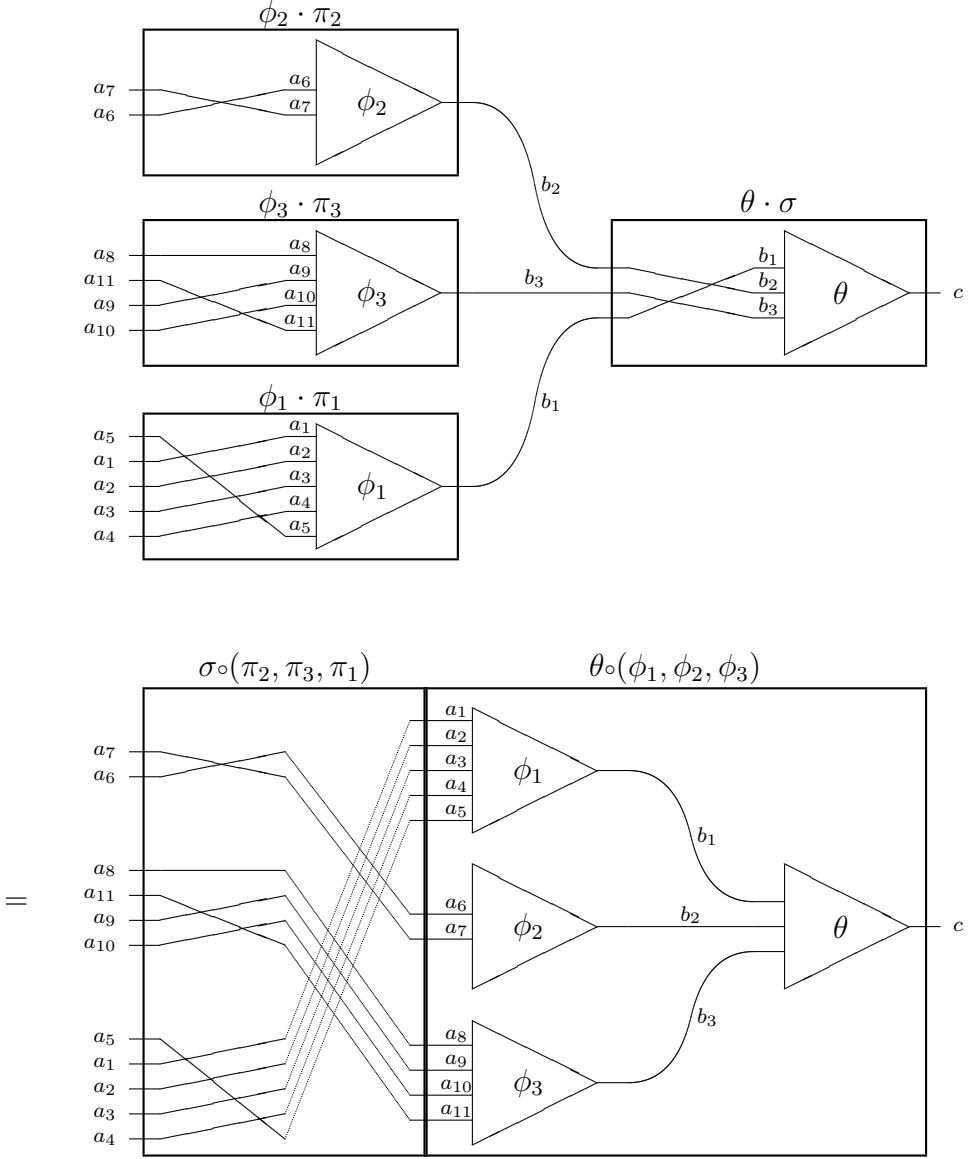 ϕ₂ · π₂
a₇ a₆
a₆ a₇ ϕ₂
b₂
ϕ₃ · π₃
θ · σ
a₈ a₈
a₁₁ a₉
a₉ a₁₀
a₁₀ a₁₁
ϕ₃
b₃
b₁
b₂
b₃
θ c
ϕ₁ · π₁
b₁
a₅ a₁
a₁ a₂
a₂ a₃
a₃ a₄
a₄ a₅
ϕ₁
σ∘(π₂, π₃, π₁) θ∘(ϕ₁, ϕ₂, ϕ₃)
a₁
a₂
a₃
a₄
a₅
ϕ₁
a₇
a₆
b₁
a₈
a₁₁
a₉
a₁₀
=
a₆
a₇
ϕ₂
b₂
θ c
b₃
a₅
a₁
a₂
a₃
a₄
a₈
a₉
a₁₀
a₁₁
ϕ₃